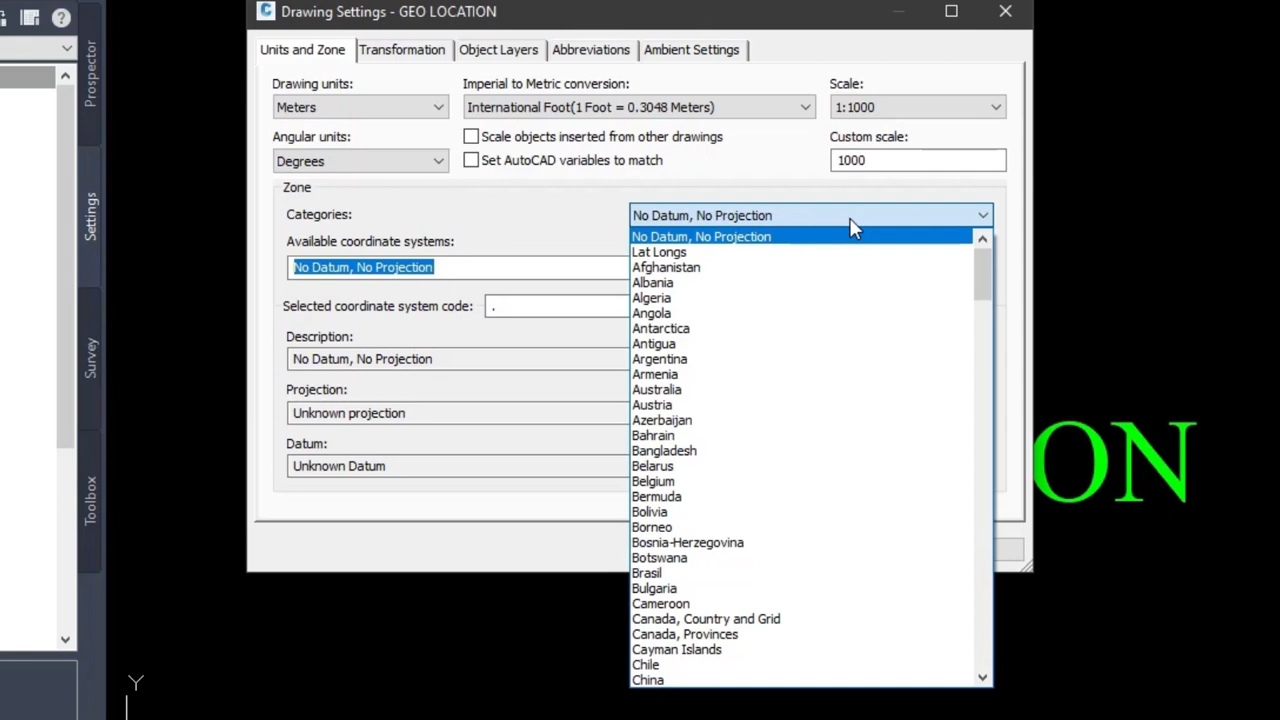 Drawing Settings - GEO LOCATION
Prospector
Settings
Survey
Toolbox
Units and Zone
Transformation
Object Layers
Abbreviations
Ambient Settings
Drawing units:
Imperial to Metric conversion:
Scale:
Meters
International Foot(1 Foot = 0.3048 Meters)
1:1000
Angular units:
Scale objects inserted from other drawings
Custom scale:
Degrees
Set AutoCAD variables to match
1000
Zone
Categories:
No Datum, No Projection
Available coordinate systems:
No Datum, No Projection
Selected coordinate system code:
.
Description:
No Datum, No Projection
Projection:
Unknown projection
Datum:
Unknown Datum
No Datum, No Projection
Lat Longs
Afghanistan
Albania
Algeria
Angola
Antarctica
Antigua
Argentina
Armenia
Australia
Austria
Azerbaijan
Bahrain
Bangladesh
Belarus
Belgium
Bermuda
Bolivia
Borneo
Bosnia-Herzegovina
Botswana
Brasil
Bulgaria
Cameroon
Canada, Country and Grid
Canada, Provinces
Cayman Islands
Chile
China
ON
Y